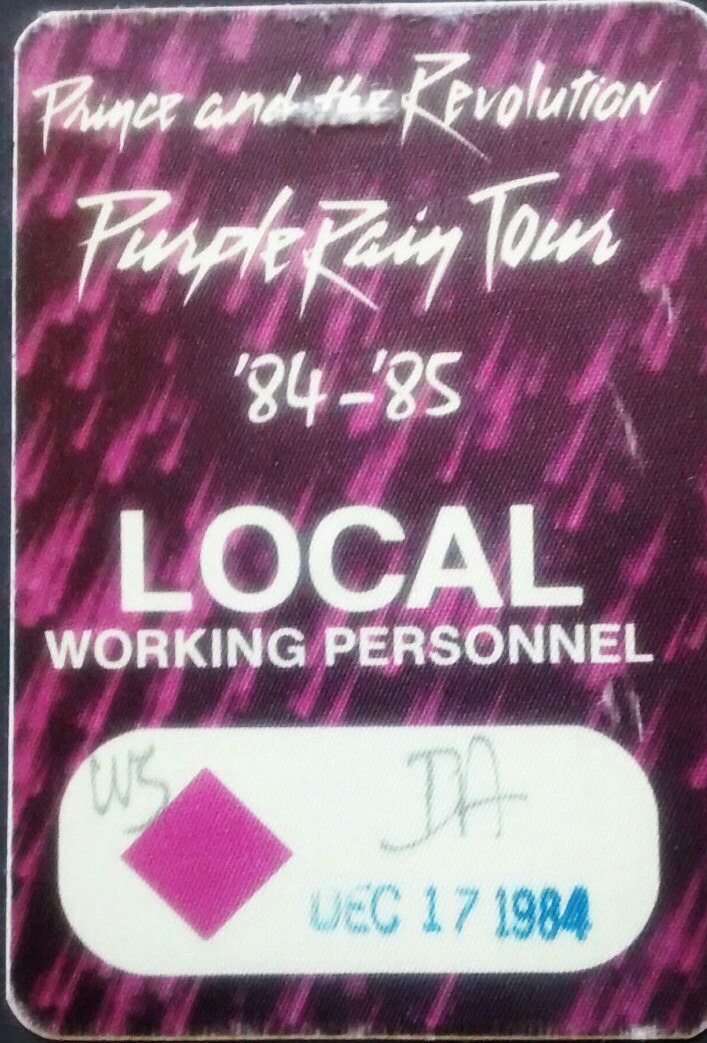 Prince and the Revolution
Purple Rain Tour
'84-'85
LOCAL
WORKING PERSONNEL
DEC 17 1984